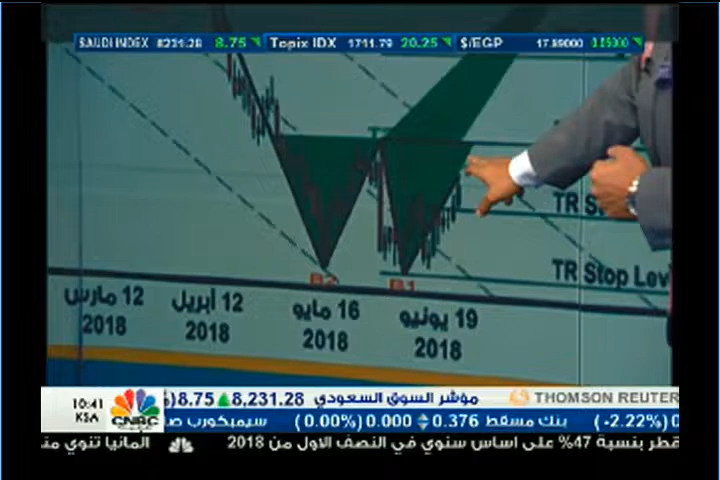 SAUDI INDEX 8231.28 8.75 Topix IDX 1711.79 20.25 $/EGP 17.89000
TR S
TR Stop Lev
B2 B1
12 مارس 2018
12 أبريل 2018
16 مايو 2018
19 يونيو 2018
10:41 KSA
CNBC
مؤشر السوق السعودي 8,231.28 ▲ 8.75 )%
THOMSON REUTER
(-2.22%) بنك مسقط 0.376 0.000 (0.00%) سيمبكورب صا
قطر بنسبة 47% على اساس سنوي في النصف الاول من 2018
المانيا تنوي مت